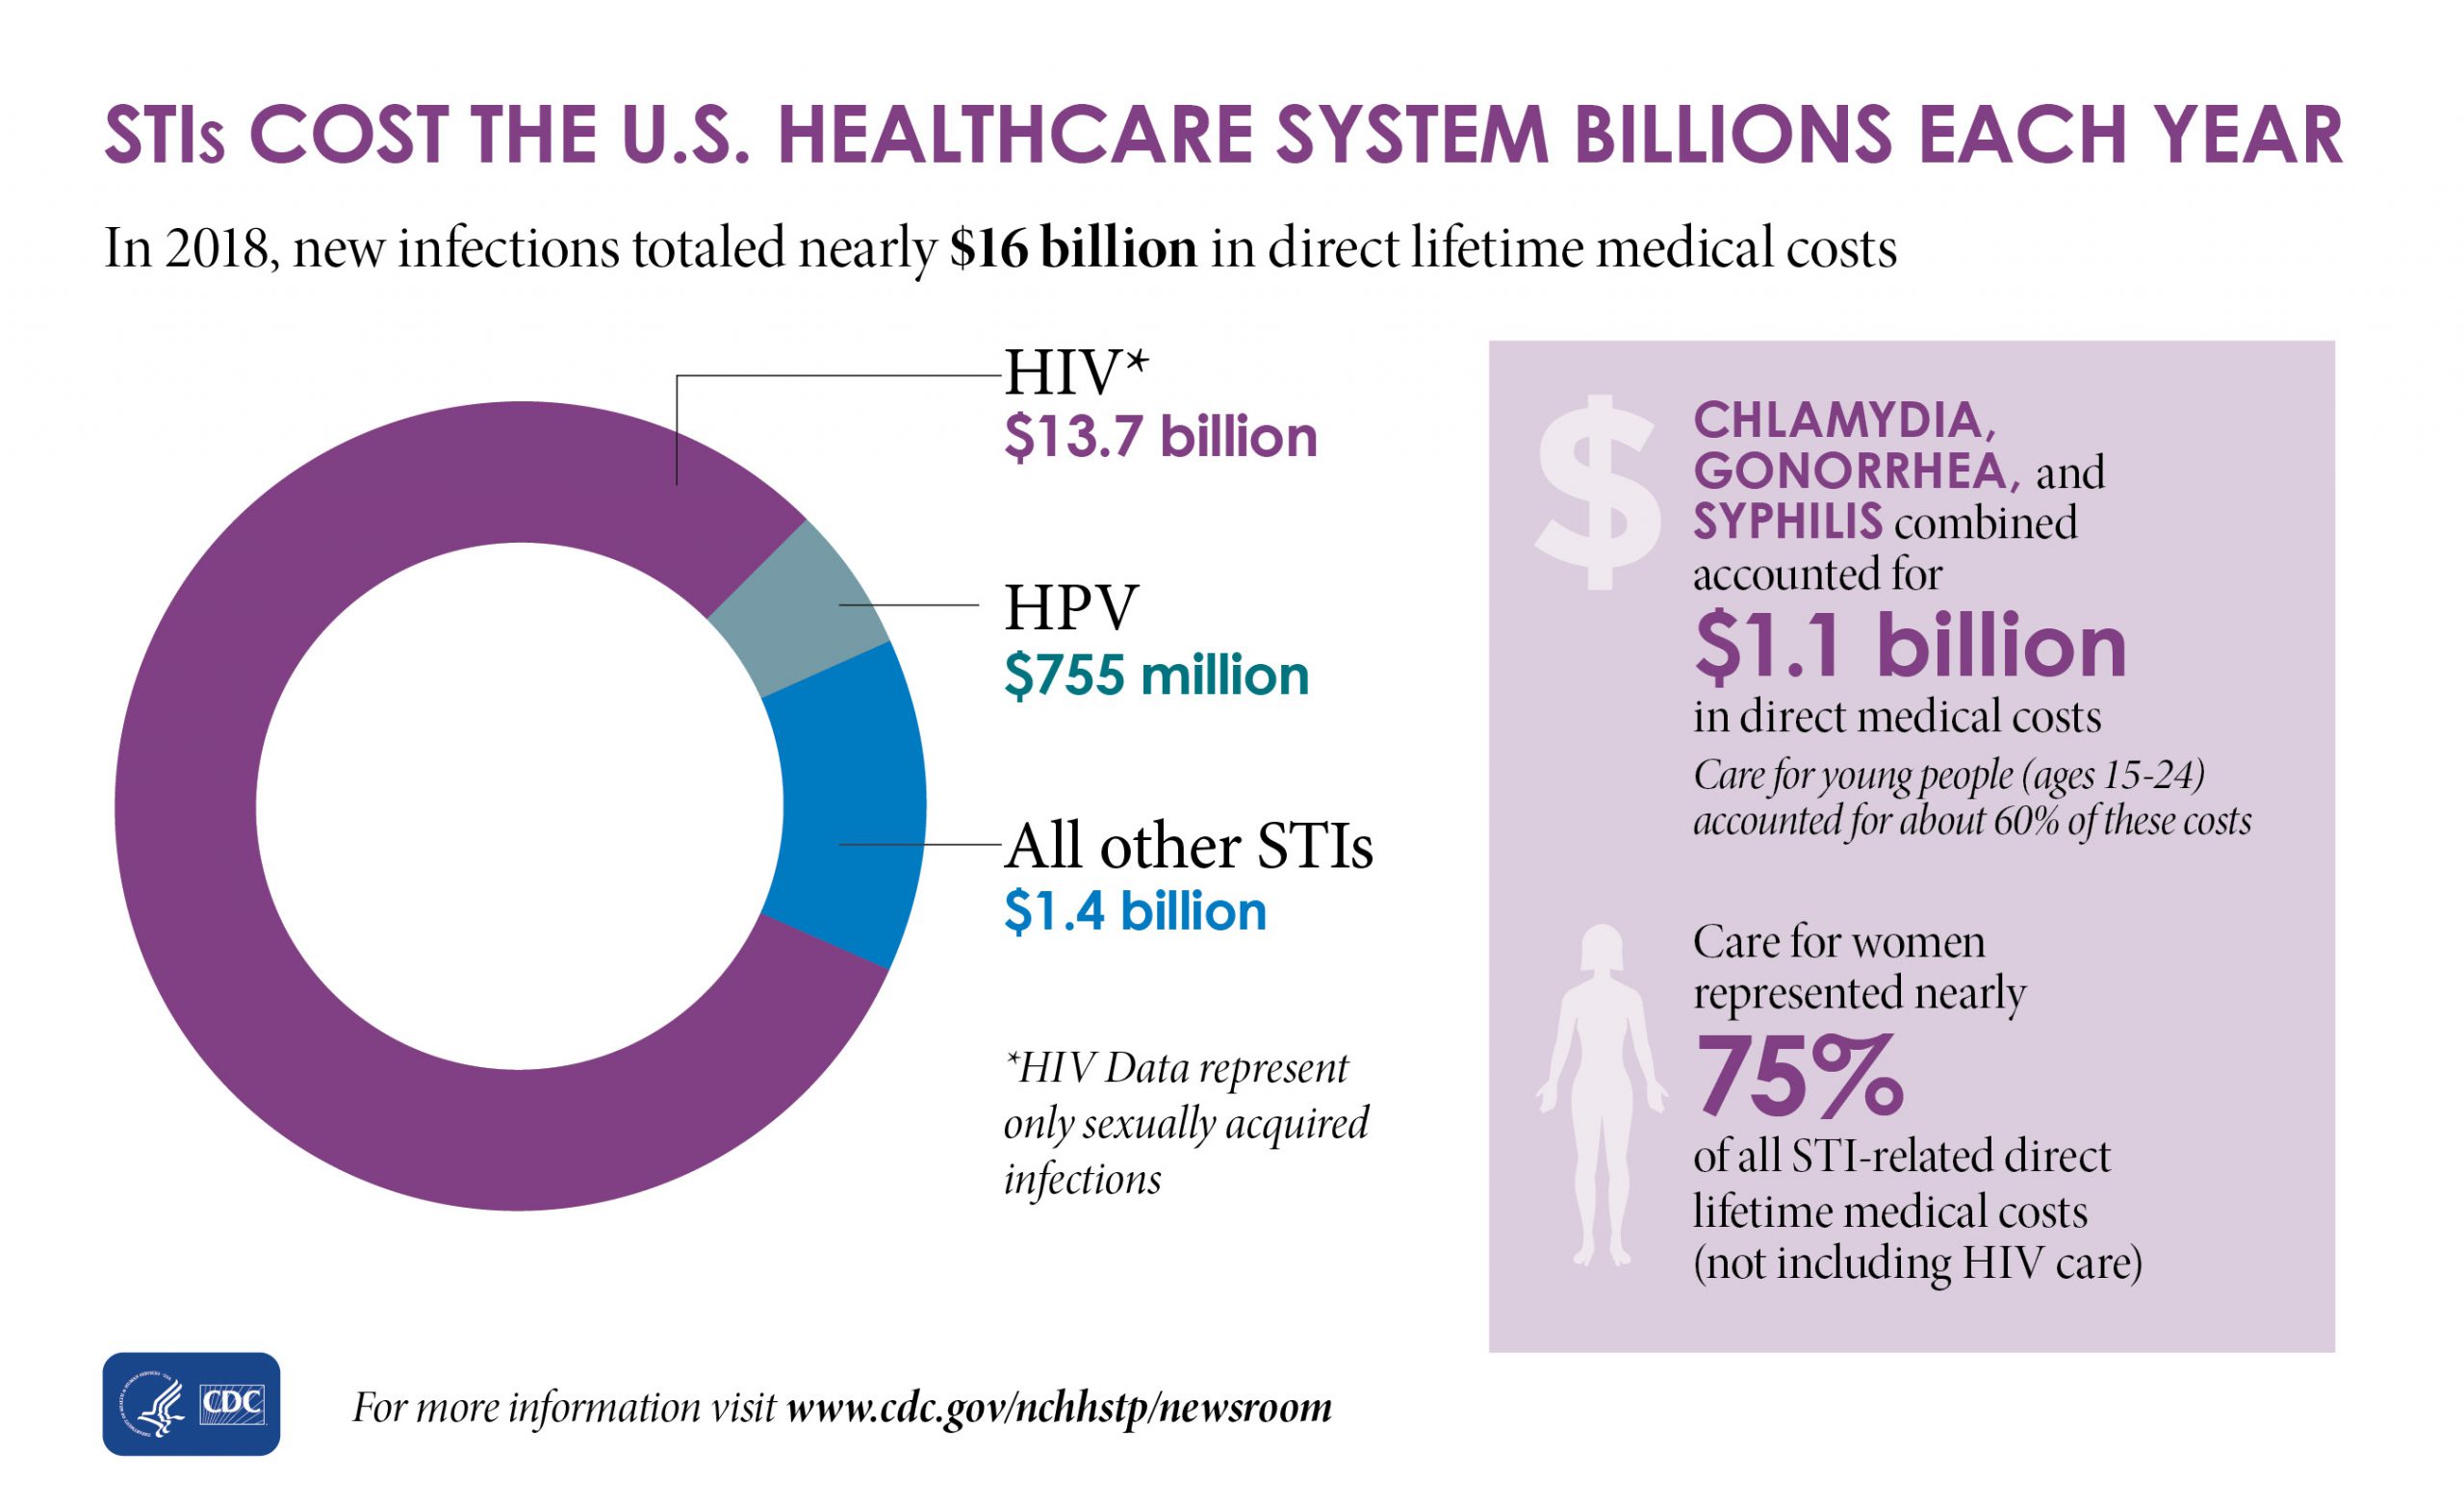 STIs COST THE U.S. HEALTHCARE SYSTEM BILLIONS EACH YEAR
In 2018, new infections totaled nearly $16 billion in direct lifetime medical costs
HIV*
$13.7 billion
HPV
$755 million
All other STIs
$1.4 billion
*HIV Data represent
only sexually acquired
infections
$
CHLAMYDIA,
GONORRHEA, and
SYPHILIS combined
accounted for
$1.1 billion
in direct medical costs
Care for young people (ages 15-24)
accounted for about 60% of these costs
Care for women
represented nearly
75%
of all STI-related direct
lifetime medical costs
(not including HIV care)
CDC
For more information visit www.cdc.gov/nchhstp/newsroom